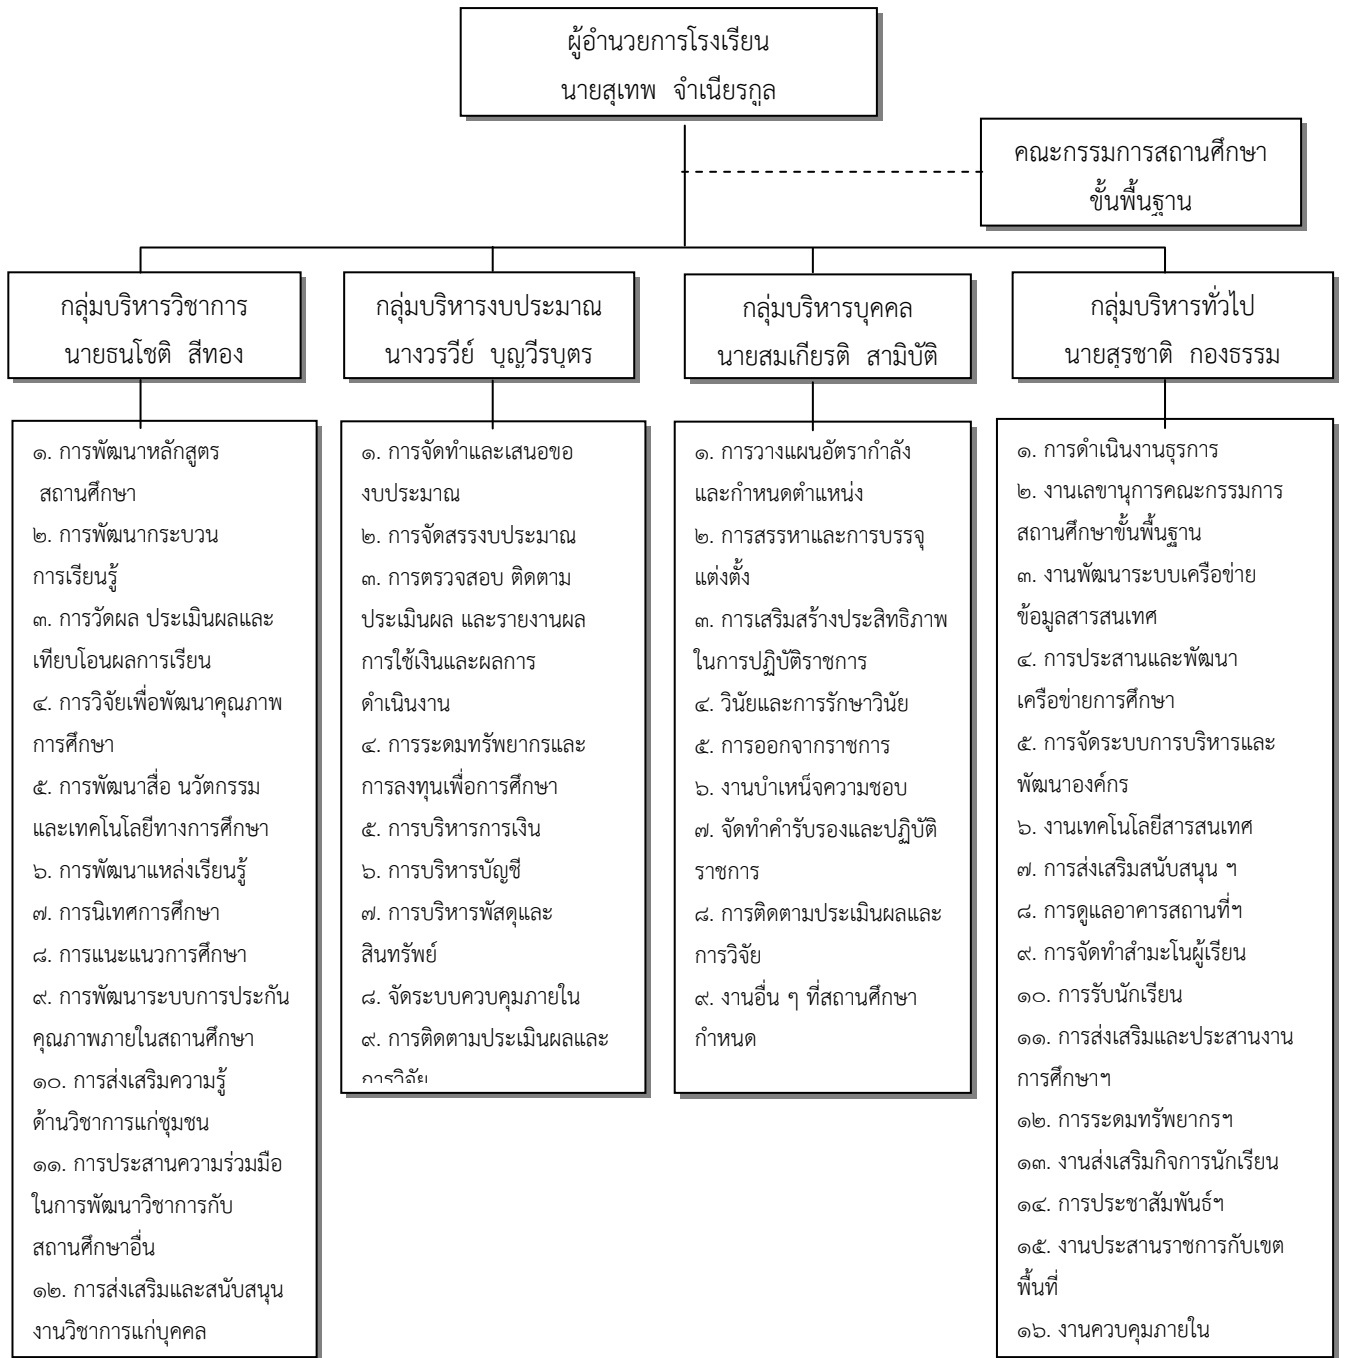 ผู้อำนวยการโรงเรียน
นายสุเทพ จำเนียรกูล
คณะกรรมการสถานศึกษา
ขั้นพื้นฐาน
กลุ่มบริหารวิชาการ
นายธนโชติ สีทอง
กลุ่มบริหารงบประมาณ
นางวรวีย์ บุญวีรบุตร
กลุ่มบริหารบุคคล
นายสมเกียรติ สามิบัติ
กลุ่มบริหารทั่วไป
นายสุรชาติ กองธรรม
๑. การพัฒนาหลักสูตร
สถานศึกษา
๒. การพัฒนากระบวน
การเรียนรู้
๓. การวัดผล ประเมินผลและ
เทียบโอนผลการเรียน
๔. การวิจัยเพื่อพัฒนาคุณภาพ
การศึกษา
๕. การพัฒนาสื่อ นวัตกรรม
และเทคโนโลยีทางการศึกษา
๖. การพัฒนาแหล่งเรียนรู้
๗. การนิเทศการศึกษา
๘. การแนะแนวการศึกษา
๙. การพัฒนาระบบการประกัน
คุณภาพภายในสถานศึกษา
๑๐. การส่งเสริมความรู้
ด้านวิชาการแก่ชุมชน
๑๑. การประสานความร่วมมือ
ในการพัฒนาวิชาการกับ
สถานศึกษาอื่น
๑๒. การส่งเสริมและสนับสนุน
งานวิชาการแก่บุคคล
๑. การจัดทำและเสนอขอ
งบประมาณ
๒. การจัดสรรงบประมาณ
๓. การตรวจสอบ ติดตาม
ประเมินผล และรายงานผล
การใช้เงินและผลการ
ดำเนินงาน
๔. การระดมทรัพยากรและ
การลงทุนเพื่อการศึกษา
๕. การบริหารการเงิน
๖. การบริหารบัญชี
๗. การบริหารพัสดุและ
สินทรัพย์
๘. จัดระบบควบคุมภายใน
๙. การติดตามประเมินผลและ
การวิจัย
๑. การวางแผนอัตรากำลัง
และกำหนดตำแหน่ง
๒. การสรรหาและการบรรจุ
แต่งตั้ง
๓. การเสริมสร้างประสิทธิภาพ
ในการปฏิบัติราชการ
๔. วินัยและการรักษาวินัย
๕. การออกจากราชการ
๖. งานบำเหน็จความชอบ
๗. จัดทำคำรับรองและปฏิบัติ
ราชการ
๘. การติดตามประเมินผลและ
การวิจัย
๙. งานอื่น ๆ ที่สถานศึกษา
กำหนด
๑. การดำเนินงานธุรการ
๒. งานเลขานุการคณะกรรมการ
สถานศึกษาขั้นพื้นฐาน
๓. งานพัฒนาระบบเครือข่าย
ข้อมูลสารสนเทศ
๔. การประสานและพัฒนา
เครือข่ายการศึกษา
๕. การจัดระบบการบริหารและ
พัฒนาองค์กร
๖. งานเทคโนโลยีสารสนเทศ
๗. การส่งเสริมสนับสนุน ฯ
๘. การดูแลอาคารสถานที่ฯ
๙. การจัดทำสำมะโนผู้เรียน
๑๐. การรับนักเรียน
๑๑. การส่งเสริมและประสานงาน
การศึกษาฯ
๑๒. การระดมทรัพยากรฯ
๑๓. งานส่งเสริมกิจการนักเรียน
๑๔. การประชาสัมพันธ์ฯ
๑๕. งานประสานราชการกับเขต
พื้นที่
๑๖. งานควบคุมภายใน